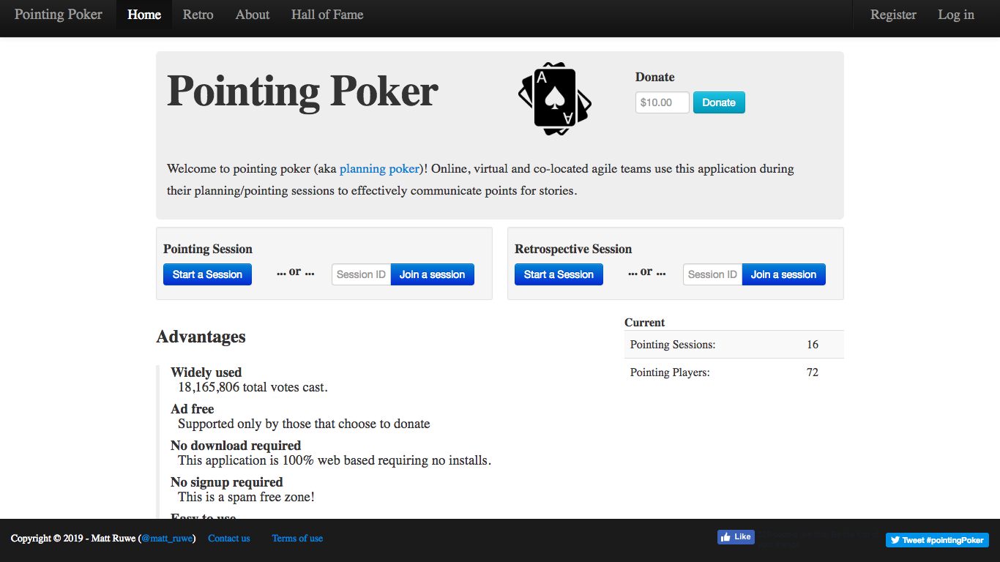 Pointing Poker Home Retro About Hall of Fame Register Log in
Pointing Poker
A
A
Donate
$10.00 Donate
Welcome to pointing poker (aka planning poker)! Online, virtual and co-located agile teams use this application during
their planning/pointing sessions to effectively communicate points for stories.
Pointing Session
Start a Session ... or ... Session ID Join a session
Retrospective Session
Start a Session ... or ... Session ID Join a session
Advantages
Widely used
18,165,806 total votes cast.
Ad free
Supported only by those that choose to donate
No download required
This application is 100% web based requiring no installs.
No signup required
This is a spam free zone!
Easy to use
Current
Pointing Sessions: 16
Pointing Players: 72
Copyright © 2019 - Matt Ruwe (@matt_ruwe) Contact us Terms of use Like Tweet #pointingPoker